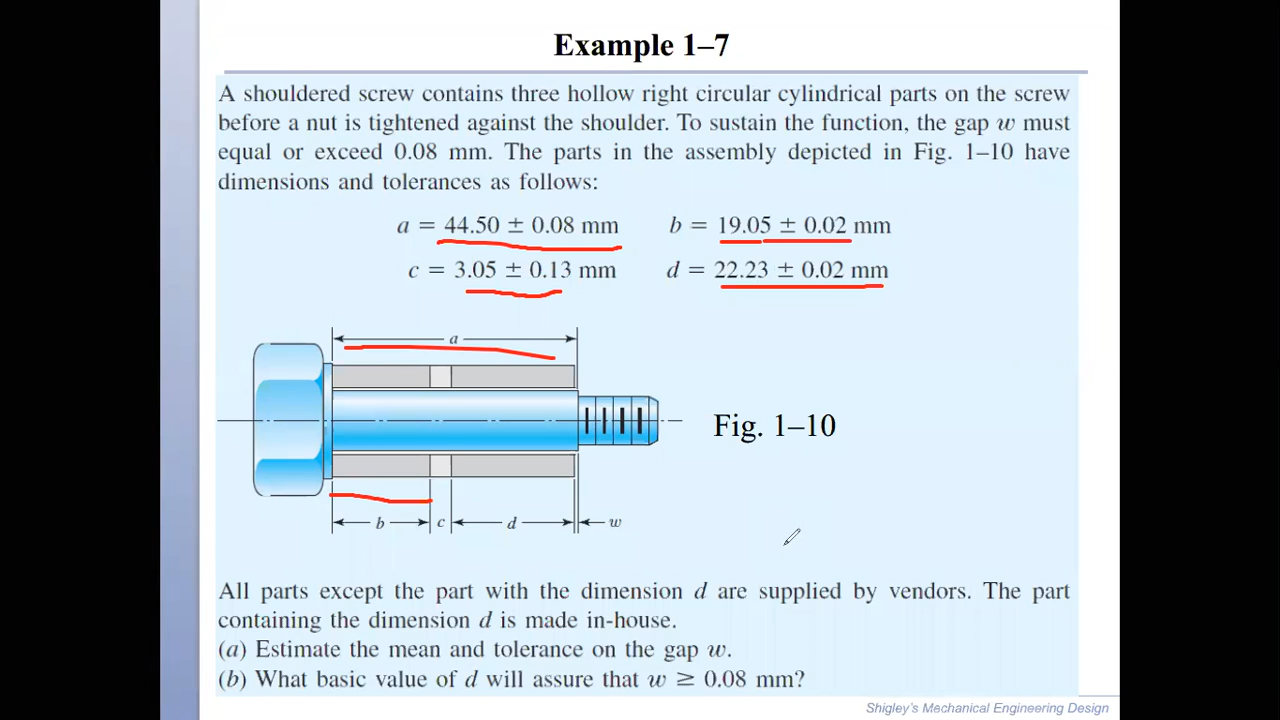 Example 1–7
A shouldered screw contains three hollow right circular cylindrical parts on the screw
before a nut is tightened against the shoulder. To sustain the function, the gap w must
equal or exceed 0.08 mm. The parts in the assembly depicted in Fig. 1–10 have
dimensions and tolerances as follows:
a = 44.50 ± 0.08 mm b = 19.05 ± 0.02 mm
c = 3.05 ± 0.13 mm d = 22.23 ± 0.02 mm
a
Fig. 1–10
b c d w
All parts except the part with the dimension d are supplied by vendors. The part
containing the dimension d is made in-house.
(a) Estimate the mean and tolerance on the gap w.
(b) What basic value of d will assure that w ≥ 0.08 mm?
Shigley's Mechanical Engineering Design